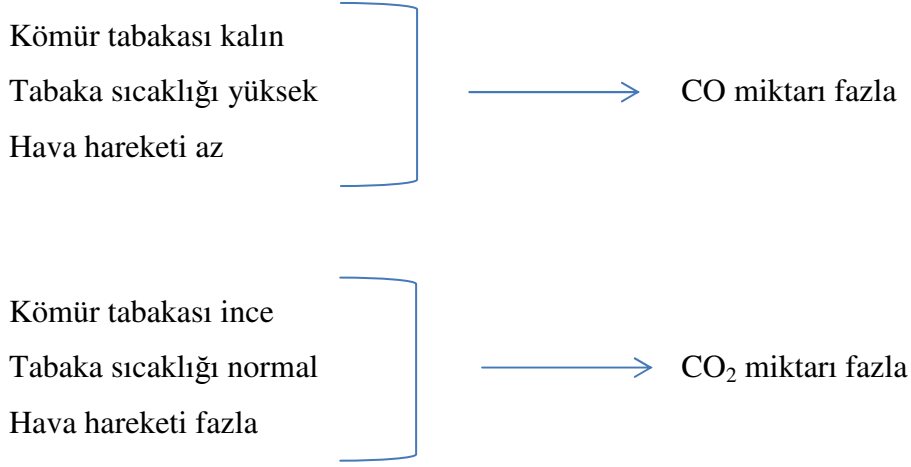 Kömür tabakası kalın
Tabaka sıcaklığı yüksek
CO miktarı fazla
Hava hareketi az
Kömür tabakası ince
Tabaka sıcaklığı normal
CO₂ miktarı fazla
Hava hareketi fazla